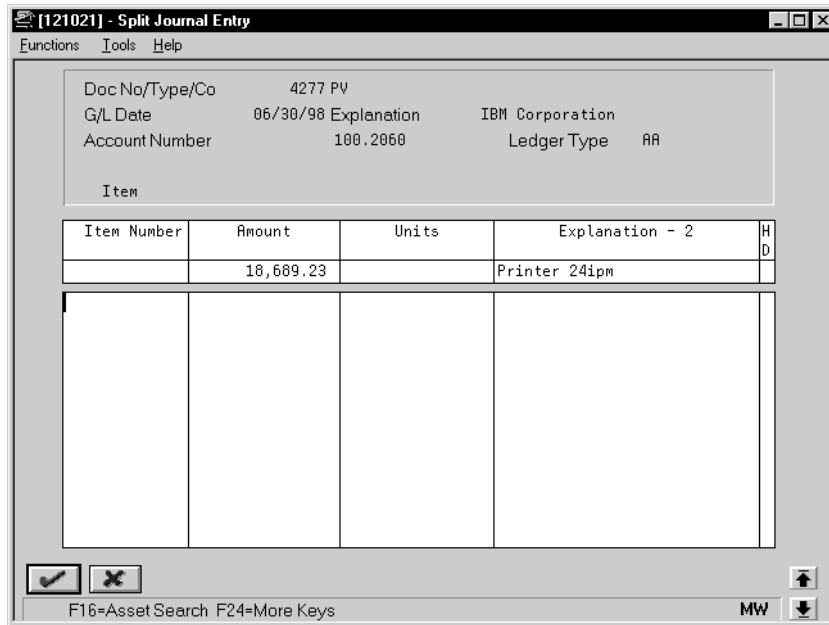 [121021] - Split Journal Entry
Functions Tools Help
Doc No/Type/Co 4277 PV
G/L Date 06/30/98 Explanation IBM Corporation
Account Number 100.2060 Ledger Type AA
Item
Item Number Amount Units Explanation - 2 H
D
18,689.23 Printer 24ipm
F16=Asset Search F24=More Keys MW